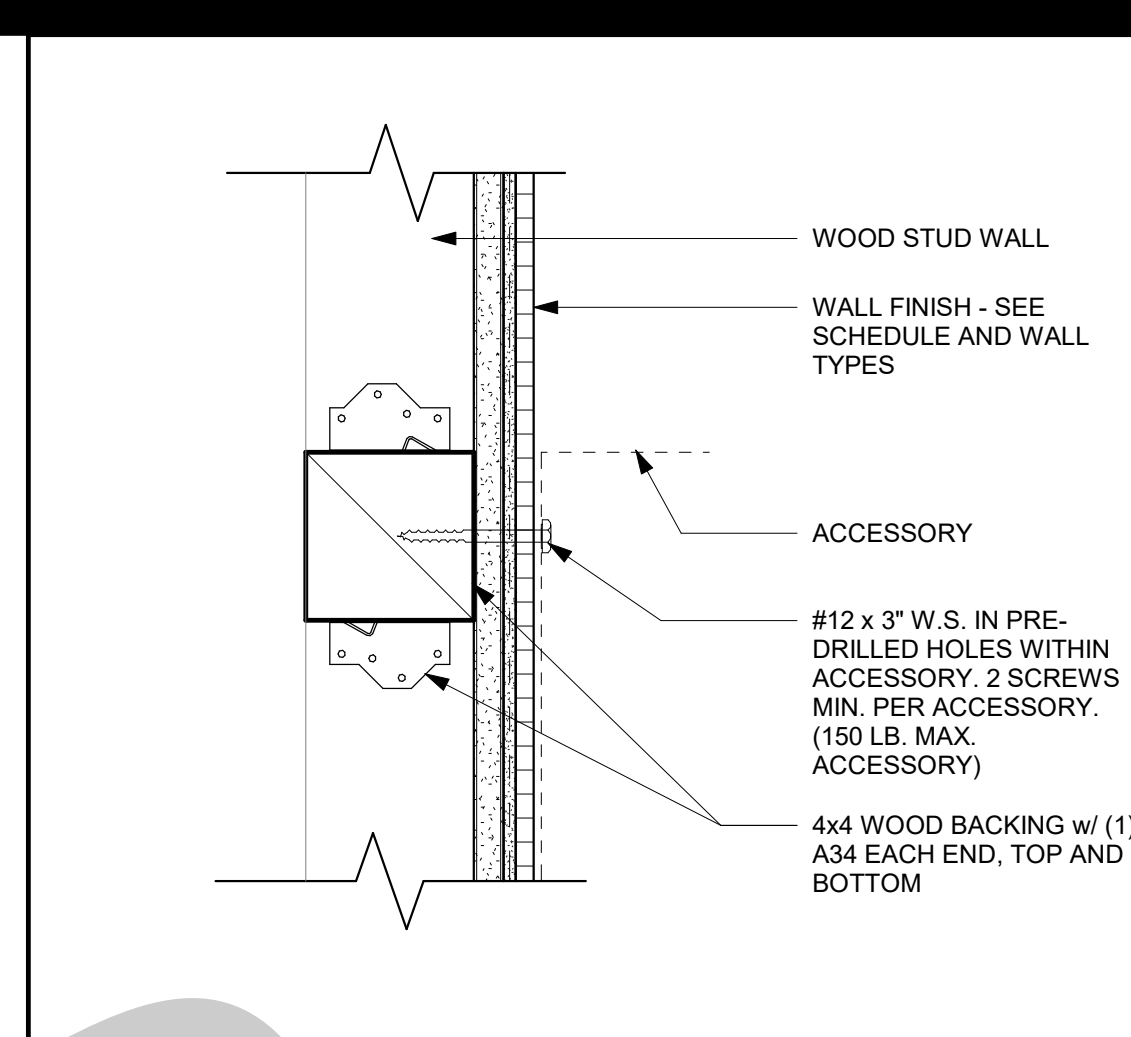 WOOD STUD WALL
WALL FINISH - SEE
SCHEDULE AND WALL
TYPES
ACCESSORY
#12 x 3" W.S. IN PRE-
DRILLED HOLES WITHIN
ACCESSORY. 2 SCREWS
MIN. PER ACCESSORY.
(150 LB. MAX.
ACCESSORY)
4x4 WOOD BACKING w/ (1)
A34 EACH END, TOP AND
BOTTOM